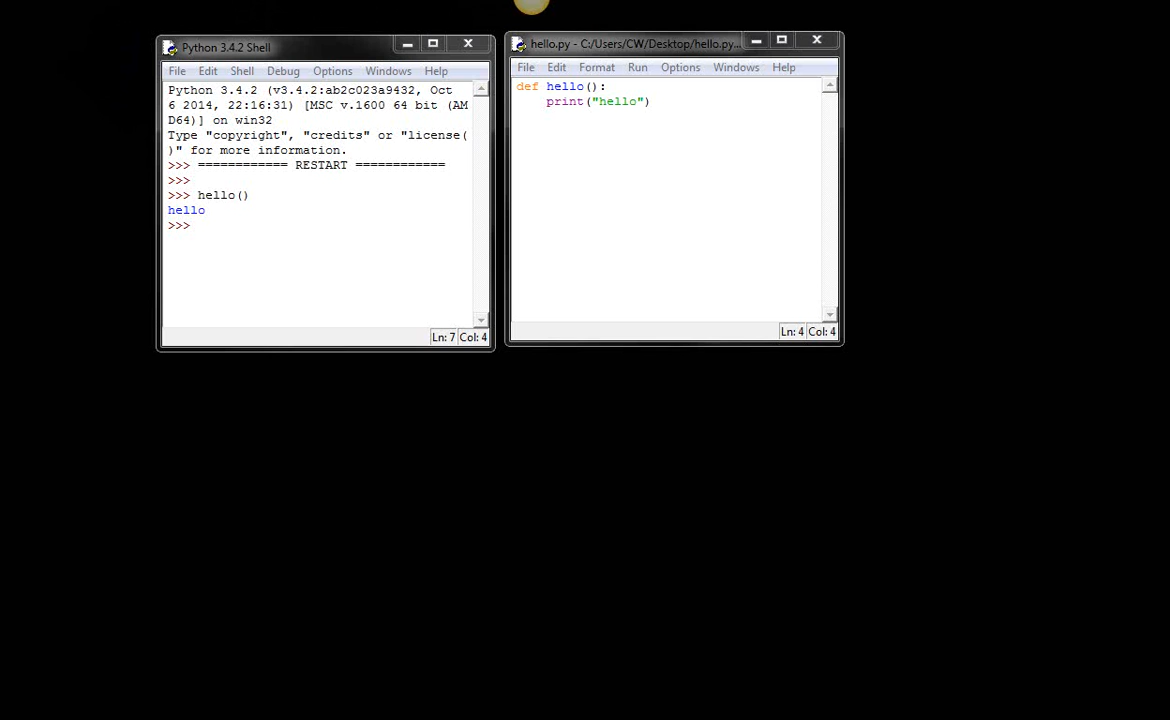 Python 3.4.2 Shell
File Edit Shell Debug Options Windows Help
Python 3.4.2 (v3.4.2:ab2c023a9432, Oct
6 2014, 22:16:31) [MSC v.1600 64 bit (AM
D64)] on win32
Type "copyright", "credits" or "license(
)" for more information.
>>> ============ RESTART ============
>>>
>>> hello()
hello
>>>
Ln: 7 Col: 4
hello.py - C:/Users/CW/Desktop/hello.py...
File Edit Format Run Options Windows Help
def hello():
    print("hello")
Ln: 4 Col: 4